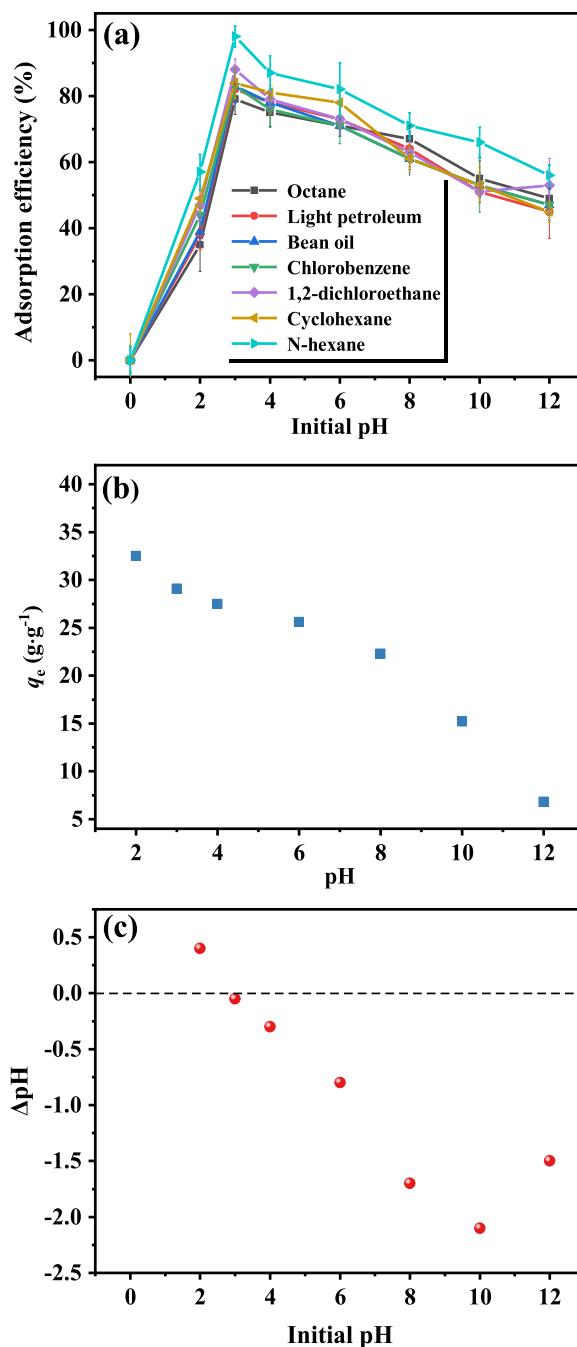 (a)
Adsorption efficiency (%)
100
80
60
40
20
0
Octane
Light petroleum
Bean oil
Chlorobenzene
1,2-dichloroethane
Cyclohexane
N-hexane
0 2 4 6 8 10 12
Initial pH
(b)
qe (g·g-1)
40
35
30
25
20
15
10
5
2 4 6 8 10 12
pH
(c)
ΔpH
0.5
0.0
-0.5
-1.0
-1.5
-2.0
-2.5
0 2 4 6 8 10 12
Initial pH